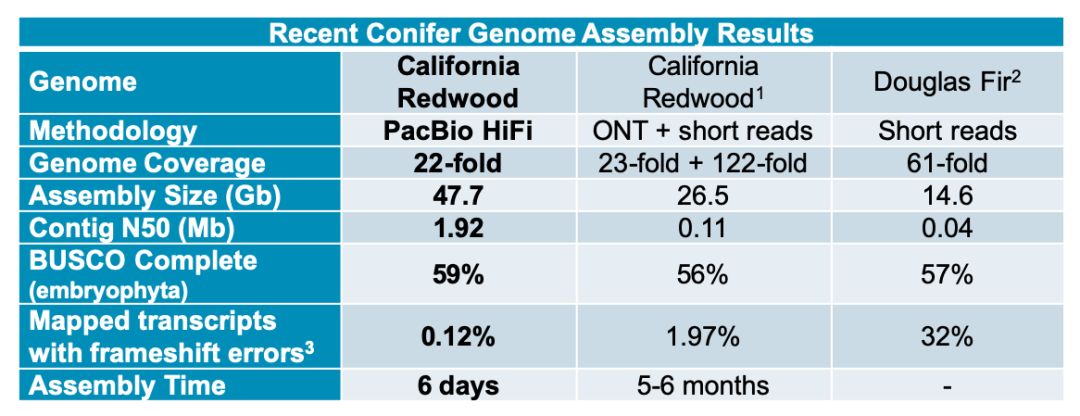 Recent Conifer Genome Assembly Results
Genome
California
Redwood
California
Redwood¹
Douglas Fir²
Methodology
PacBio HiFi
ONT + short reads
Short reads
Genome Coverage
22-fold
23-fold + 122-fold
61-fold
Assembly Size (Gb)
47.7
26.5
14.6
Contig N50 (Mb)
1.92
0.11
0.04
BUSCO Complete
(embryophyta)
59%
56%
57%
Mapped transcripts
with frameshift errors³
0.12%
1.97%
32%
Assembly Time
6 days
5-6 months
-